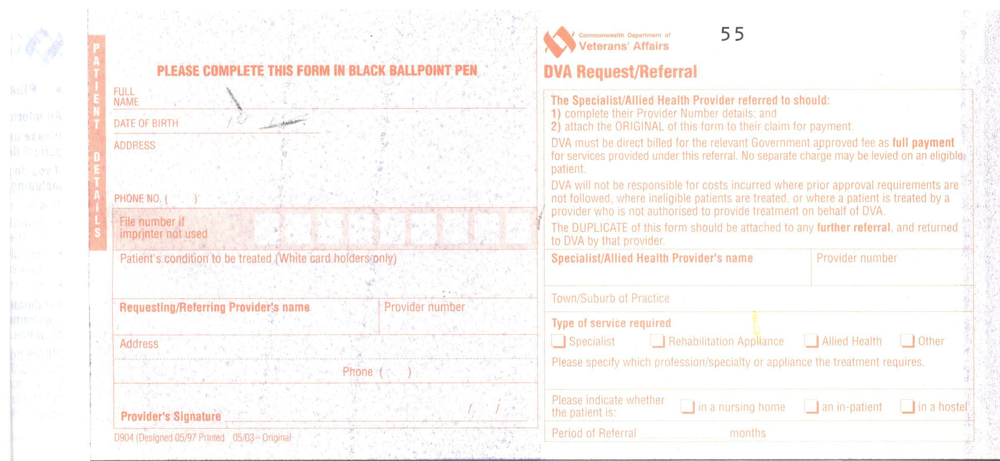 PATIENT DETAILS
PLEASE COMPLETE THIS FORM IN BLACK BALLPOINT PEN
FULL
NAME
DATE OF BIRTH / /
ADDRESS
PHONE NO. ( )
File number if
imprinter not used
Patient's condition to be treated (White card holders only)
Requesting/Referring Provider's name
Provider number
Address
Phone ( )
Provider's Signature / /
D904 (Designed 05/97 Printed 05/03– Original
Commonwealth Department of
Veterans' Affairs
55
DVA Request/Referral
The Specialist/Allied Health Provider referred to should:
1) complete their Provider Number details; and
2) attach the ORIGINAL of this form to their claim for payment.
DVA must be direct billed for the relevant Government approved fee as full payment
for services provided under this referral. No separate charge may be levied on an eligible
patient.
DVA will not be responsible for costs incurred where prior approval requirements are
not followed, where ineligible patients are treated, or where a patient is treated by a
provider who is not authorised to provide treatment on behalf of DVA.
The DUPLICATE of this form should be attached to any further referral, and returned
to DVA by that provider.
Specialist/Allied Health Provider's name
Provider number
Town/Suburb of Practice
Type of service required
Specialist Rehabilitation Appliance Allied Health Other
Please specify which profession/specialty or appliance the treatment requires.
Please indicate whether
the patient is:
in a nursing home an in-patient in a hostel
Period of Referral months